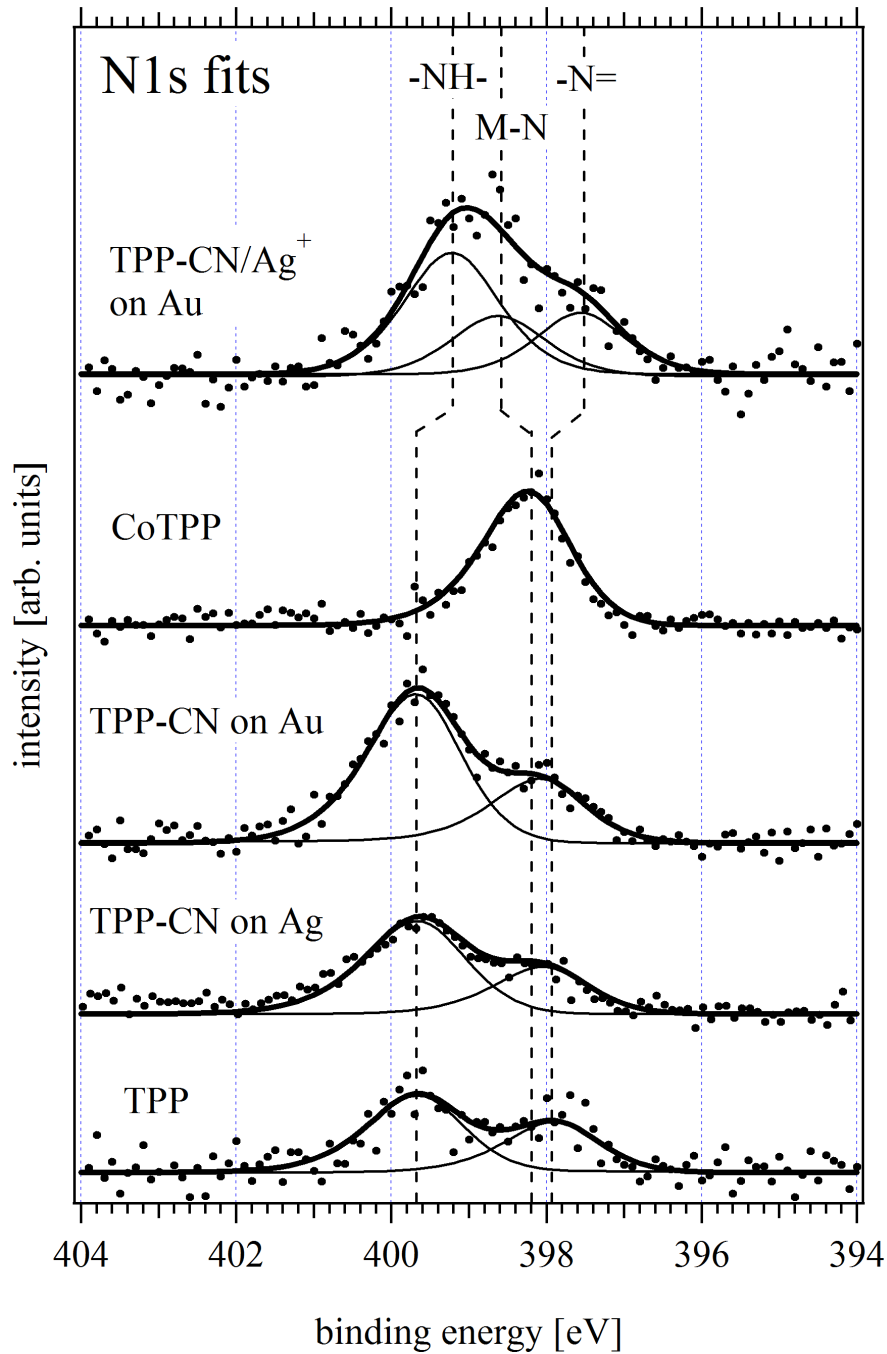 N1s fits
-NH-
-N=
M-N
TPP-CN/Ag+
on Au
CoTPP
TPP-CN on Au
TPP-CN on Ag
TPP
intensity [arb. units]
404 402 400 398 396 394
binding energy [eV]